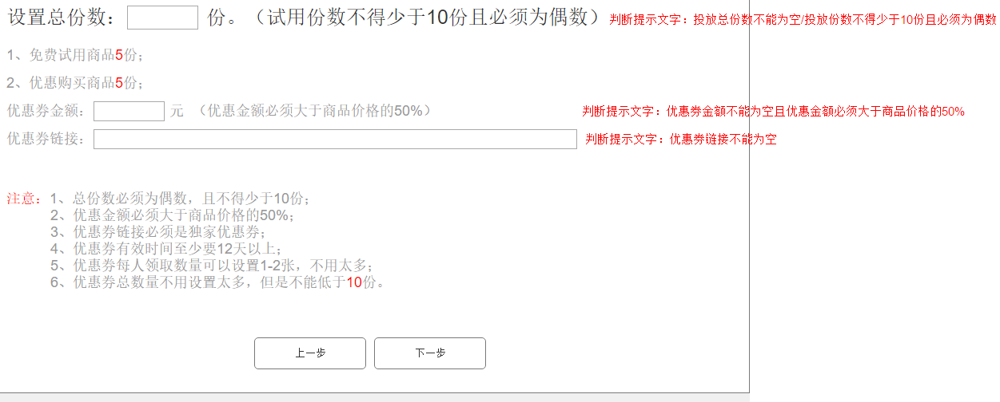 设置总份数： 份。（试用份数不得少于10份且必须为偶数）判断提示文字：投放总份数不能为空/投放份数不得少于10份且必须为偶数
1、免费试用商品5份；
2、优惠购买商品5份；
优惠券金额： 元 （优惠金额必须大于商品价格的50%） 判断提示文字：优惠券金额不能为空且优惠金额必须大于商品价格的50%
优惠券链接： 判断提示文字：优惠券链接不能为空
注意：1、总份数必须为偶数，且不得少于10份；
2、优惠金额必须大于商品价格的50%；
3、优惠券链接必须是独家优惠券；
4、优惠券有效时间至少要12天以上；
5、优惠券每人领取数量可以设置1-2张，不用太多；
6、优惠券总数量不用设置太多，但是不能低于10份。
上一步 下一步